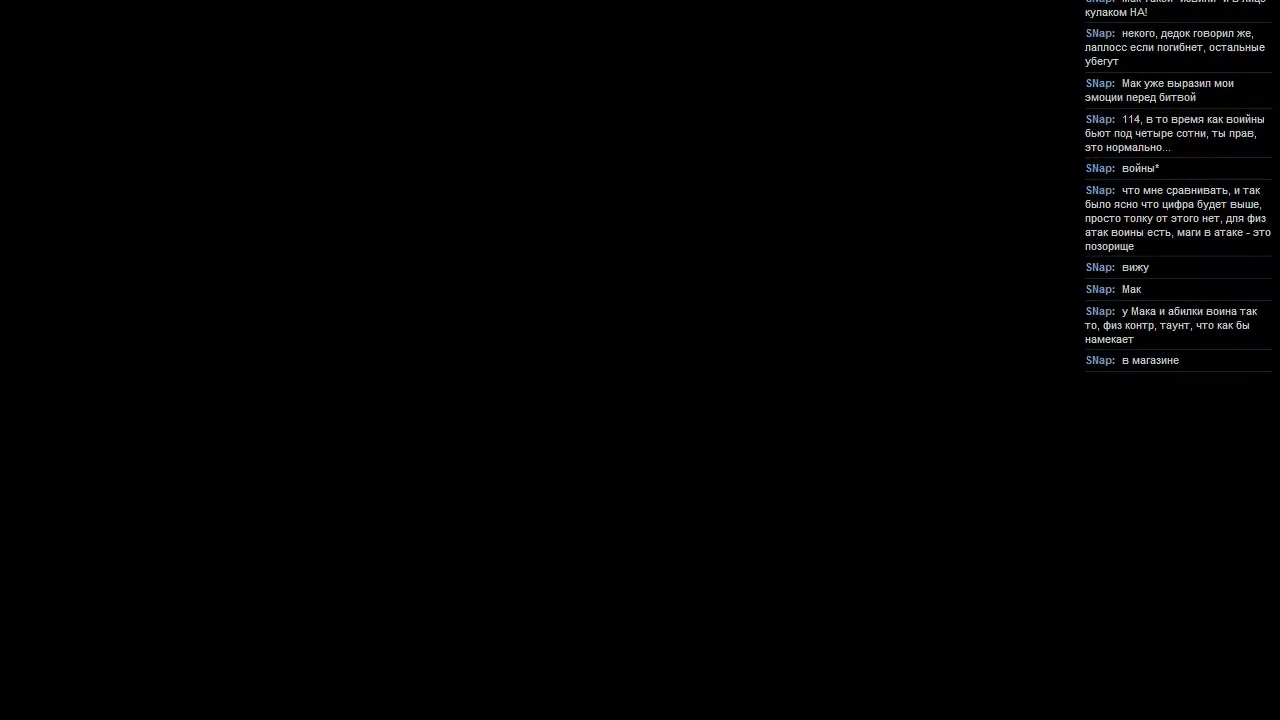 кулаком НА!
SNap: некого, дедок говорил же,
лаплосс если погибнет, остальные
убегут
SNap: Мак уже выразил мои
эмоции перед битвой
SNap: 114, в то время как воийны
бьют под четыре сотни, ты прав,
это нормально...
SNap: войны*
SNap: что мне сравнивать, и так
было ясно что цифра будет выше,
просто толку от этого нет, для физ
атак воины есть, маги в атаке - это
позорище
SNap: вижу
SNap: Мак
SNap: у Мака и абилки воина так
то, физ контр, таунт, что как бы
намекает
SNap: в магазине